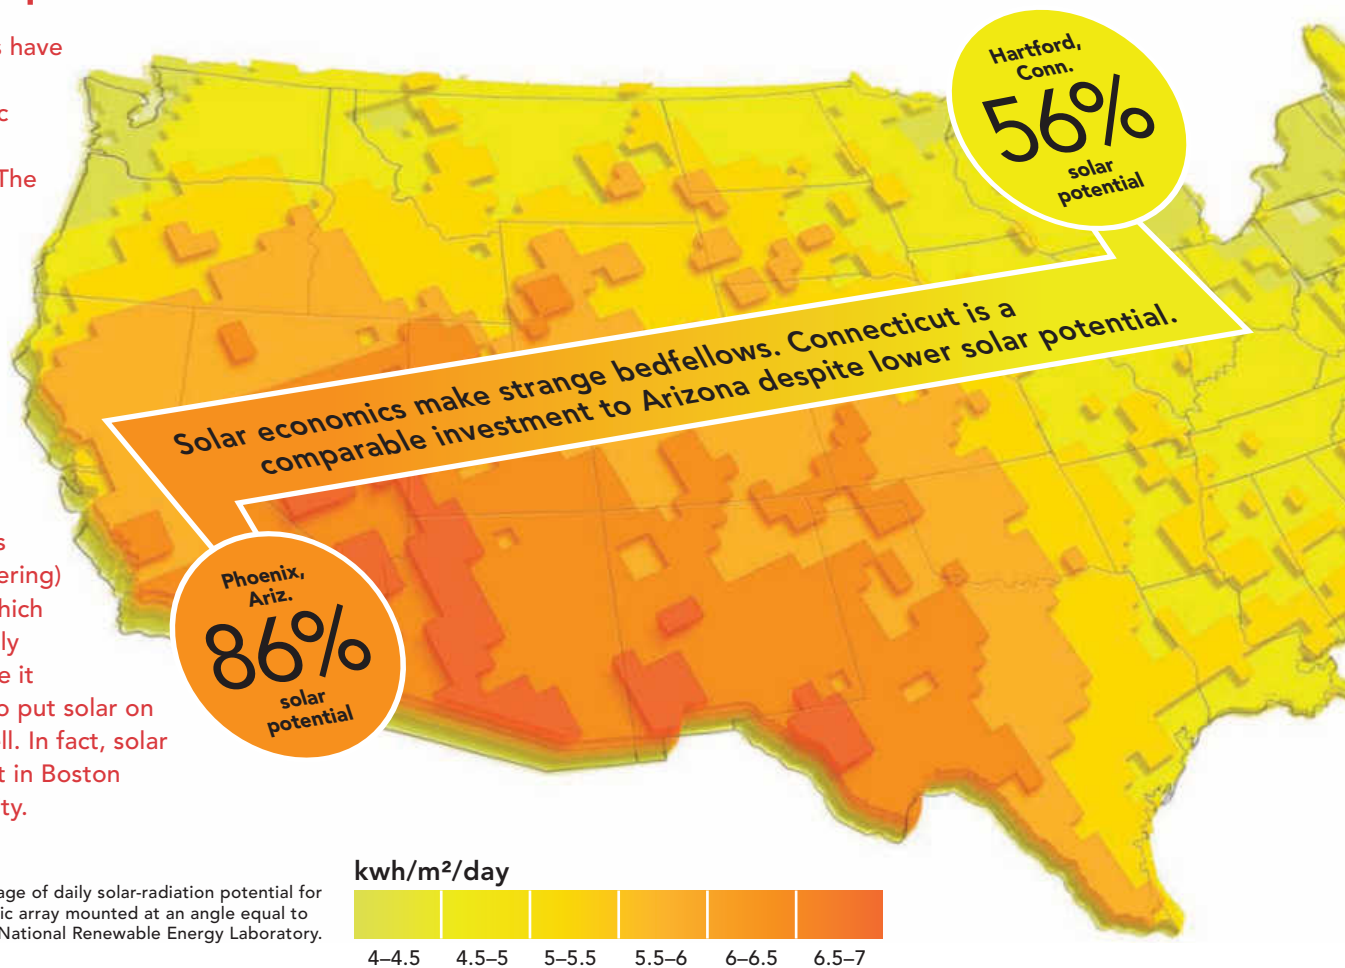 s have
c
The
s
ering)
hich
ly
e it
o put solar on
ll. In fact, solar
t in Boston
ty.
Hartford,
Conn.
56%
solar
potential
Solar economics make strange bedfellows. Connecticut is a
comparable investment to Arizona despite lower solar potential.
Phoenix,
Ariz.
86%
solar
potential
age of daily solar-radiation potential for
ic array mounted at an angle equal to
National Renewable Energy Laboratory.
kwh/m²/day
4–4.5 4.5–5 5–5.5 5.5–6 6–6.5 6.5–7